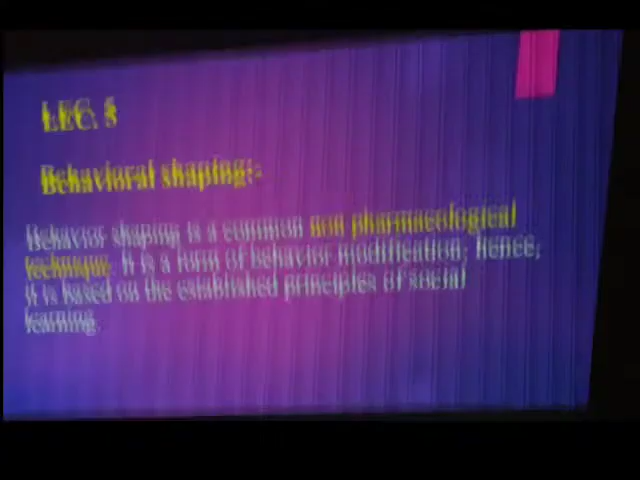 LEC. 5
Behavioral shaping:-
Behavior shaping is a common non pharmacological
technique. It is a form of behavior modification; hence,
it is based on the established principles of social
learning.